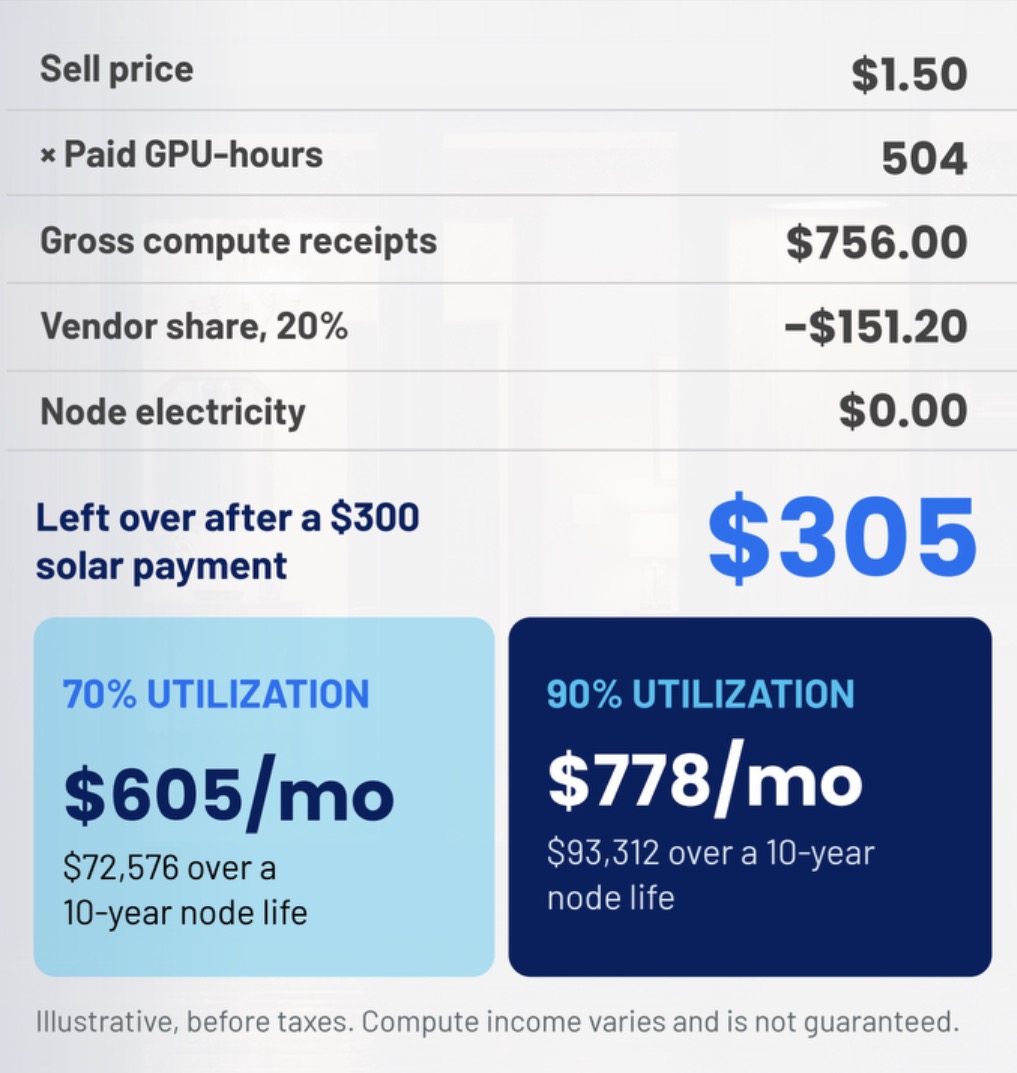 Sell price $1.50
× Paid GPU-hours 504
Gross compute receipts $756.00
Vendor share, 20% -$151.20
Node electricity $0.00
Left over after a $300
solar payment
$305
70% UTILIZATION
$605/mo
$72,576 over a
10-year node life
90% UTILIZATION
$778/mo
$93,312 over a 10-year
node life
Illustrative, before taxes. Compute income varies and is not guaranteed.